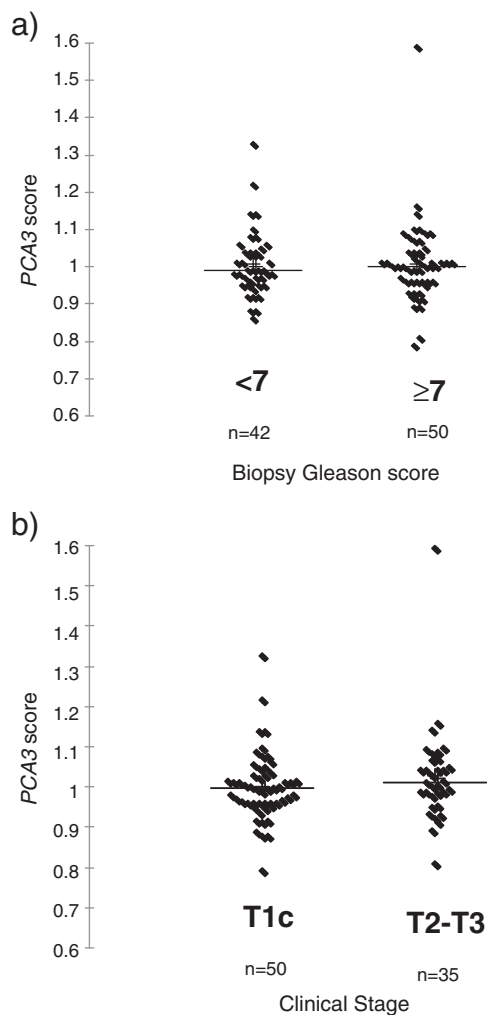 a)
1.6
1.5
1.4
1.3
1.2
1.1
1
0.9
0.8
0.7
0.6
PCA3 score
<7 ≥7
n=42 n=50
Biopsy Gleason score
b)
1.6
1.5
1.4
1.3
1.2
1.1
1
0.9
0.8
0.7
0.6
PCA3 score
T1c T2-T3
n=50 n=35
Clinical Stage